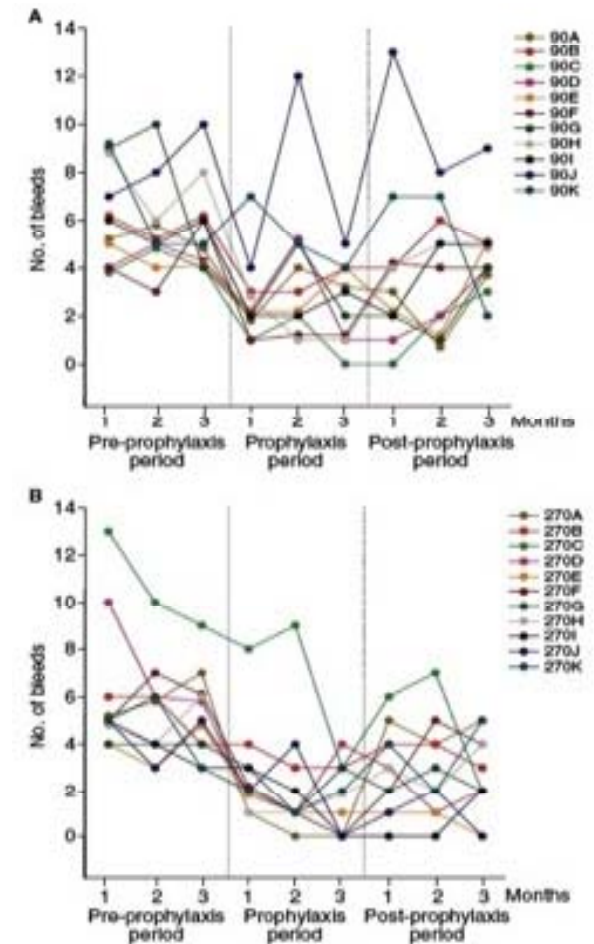 A
14
12
10
8
6
4
2
0
No. of bleeds
90A
90B
90C
90D
90E
90F
90G
90H
90I
90J
90K
1 2 3 1 2 3 1 2 3 Months
Pre-prophylaxis period
Prophylaxis period
Post-prophylaxis period
B
14
12
10
8
6
4
2
0
No. of bleeds
270A
270B
270C
270D
270E
270F
270G
270H
270I
270J
270K
1 2 3 1 2 3 1 2 3 Months
Pre-prophylaxis period
Prophylaxis period
Post-prophylaxis period